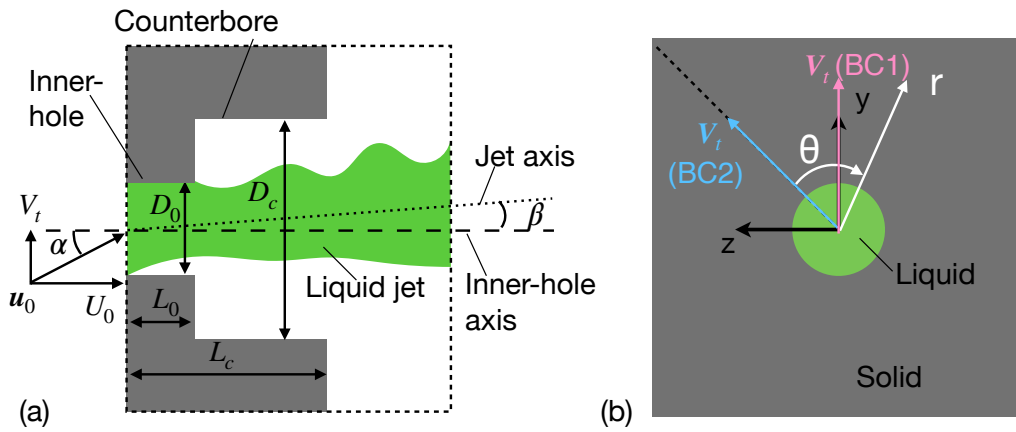 (a)
Counterbore
Inner-
hole
V_t
α
u_0
U_0
D_0
D_c
L_0
L_c
Liquid jet
Jet axis
β
Inner-hole
axis
(b)
V_t (BC1)
y
r
V_t
(BC2)
θ
z
Liquid
Solid